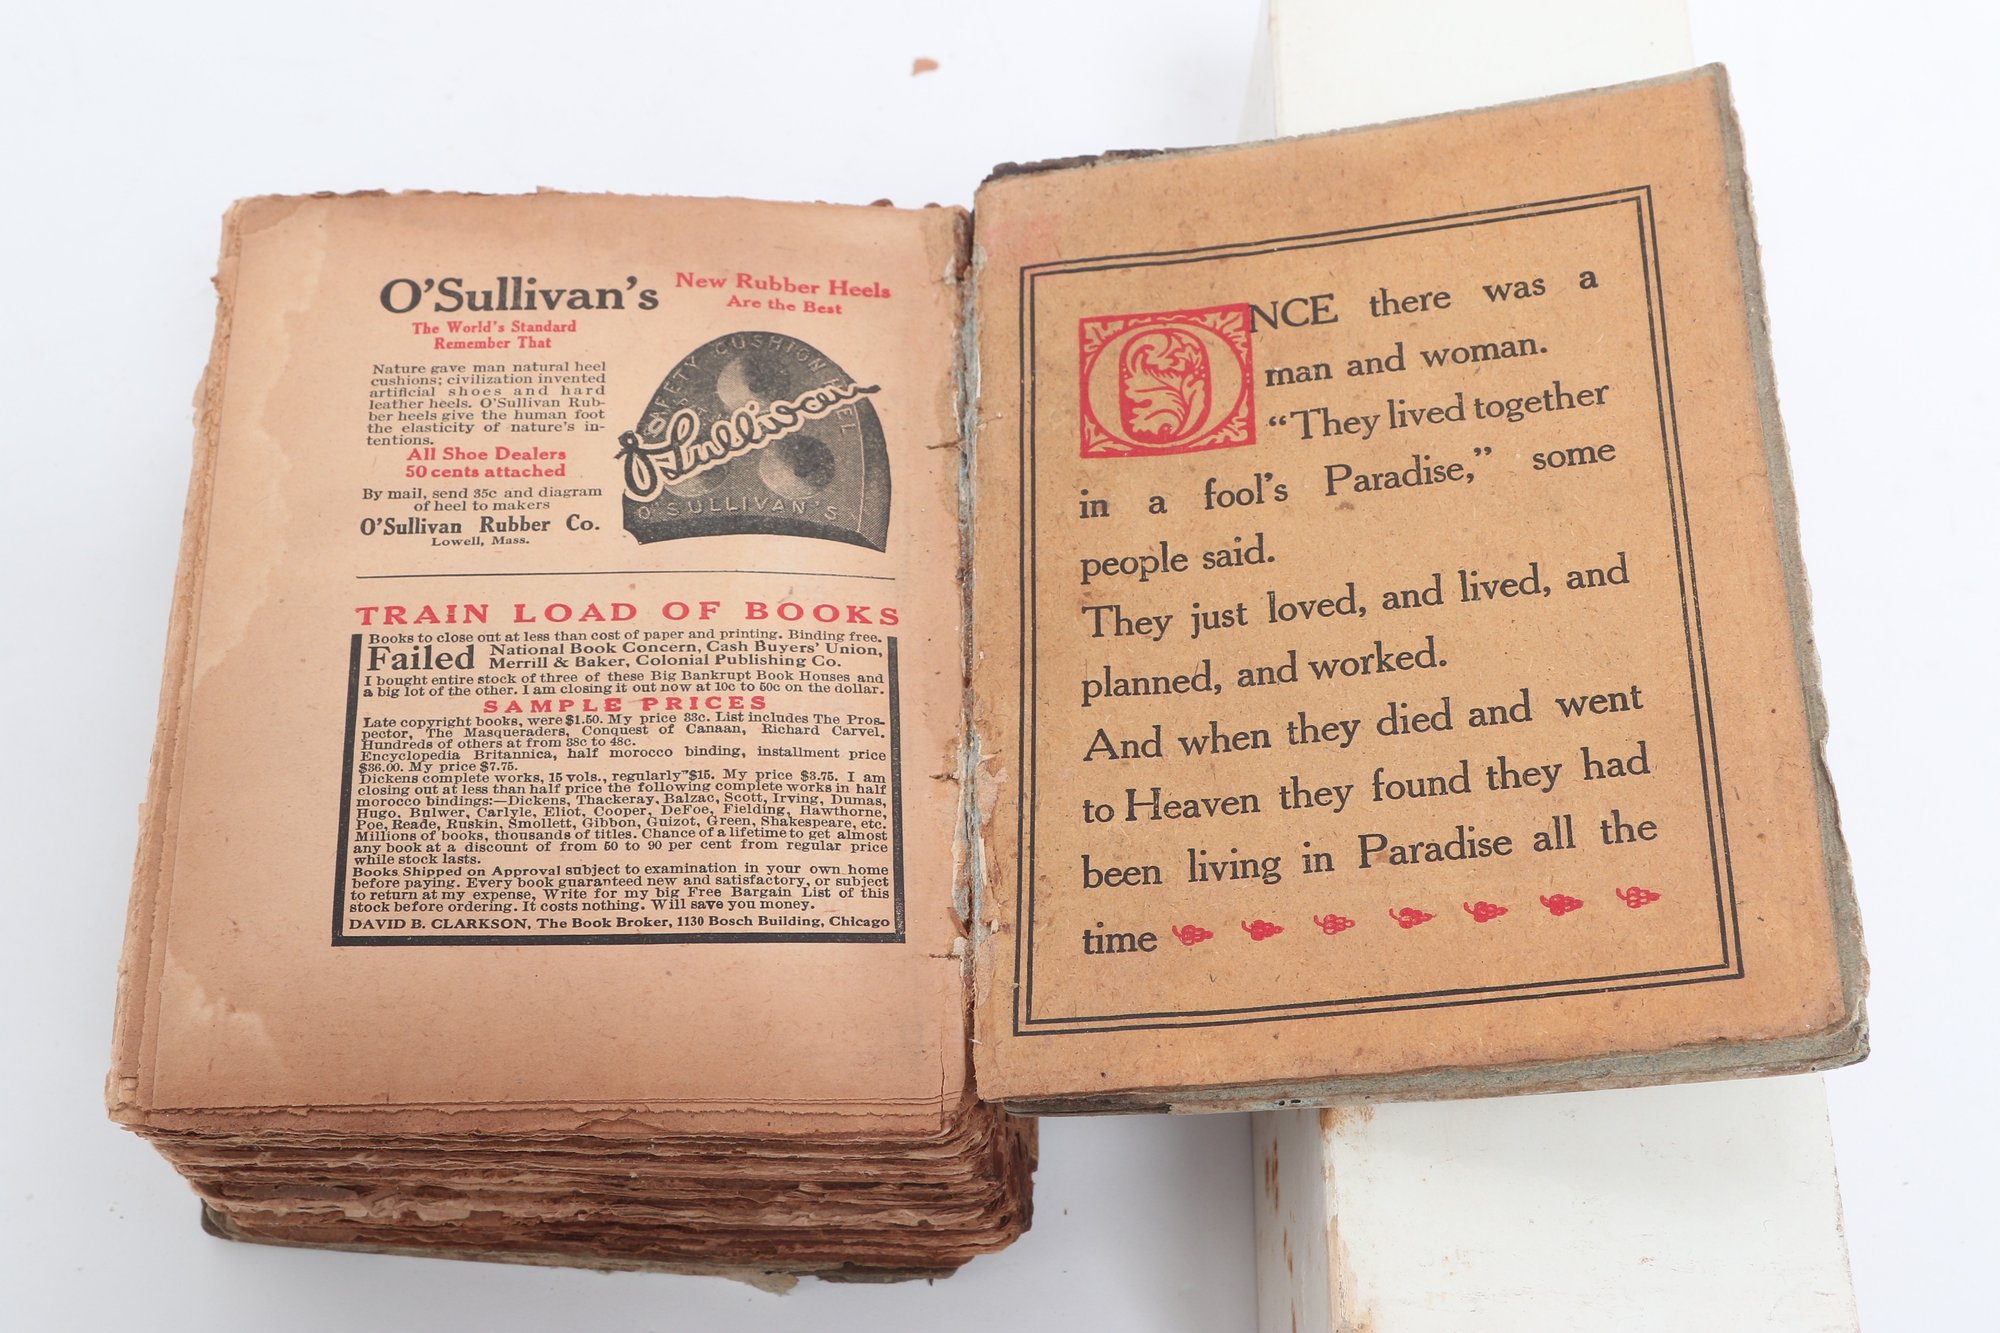 O'Sullivan's
New Rubber Heels
Are the Best
The World's Standard
Remember That
Nature gave man natural heel
cushions; civilization invented
artificial shoes and hard
leather heels. O'Sullivan Rub-
ber heels give the human foot
the elasticity of nature's in-
tentions.
All Shoe Dealers
50 cents attached
By mail, send 35c and diagram
of heel to makers
O'Sullivan Rubber Co.
Lowell, Mass.
SAFETY CUSHION HEEL
O'Sullivan
O'SULLIVAN'S
TRAIN LOAD OF BOOKS
Books to close out at less than cost of paper and printing. Binding free.
Failed National Book Concern, Cash Buyers' Union,
Merrill & Baker, Colonial Publishing Co.
I bought entire stock of three of these Big Bankrupt Book Houses and
a big lot of the other. I am closing it out now at 10c to 50c on the dollar.
SAMPLE PRICES
Late copyright books, were $1.50. My price 38c. List includes The Pros-
pector, The Masqueraders, Conquest of Canaan, Richard Carvel.
Hundreds of others at from 38c to 48c.
Encyclopedia Britannica, half morocco binding, installment price
$36.00. My price $7.75.
Dickens complete works, 15 vols., regularly $15. My price $3.75. I am
closing out at less than half price the following complete works in half
morocco bindings:—Dickens, Thackeray, Balzac, Scott, Irving, Dumas,
Hugo, Bulwer, Carlyle, Eliot, Cooper, DeFoe, Fielding, Hawthorne,
Poe, Reade, Ruskin, Smollett, Gibbon, Guizot, Green, Shakespeare, etc.
Millions of books, thousands of titles. Chance of a lifetime to get almost
any book at a discount of from 50 to 90 per cent from regular price
while stock lasts.
Books Shipped on Approval subject to examination in your own home
before paying. Every book guaranteed new and satisfactory, or subject
to return at my expense, Write for my big Free Bargain List of this
stock before ordering. It costs nothing. Will save you money.
DAVID B. CLARKSON, The Book Broker, 1130 Bosch Building, Chicago
ONCE there was a
man and woman.
“They lived together
in a fool's Paradise,” some
people said.
They just loved, and lived, and
planned, and worked.
And when they died and went
to Heaven they found they had
been living in Paradise all the
time